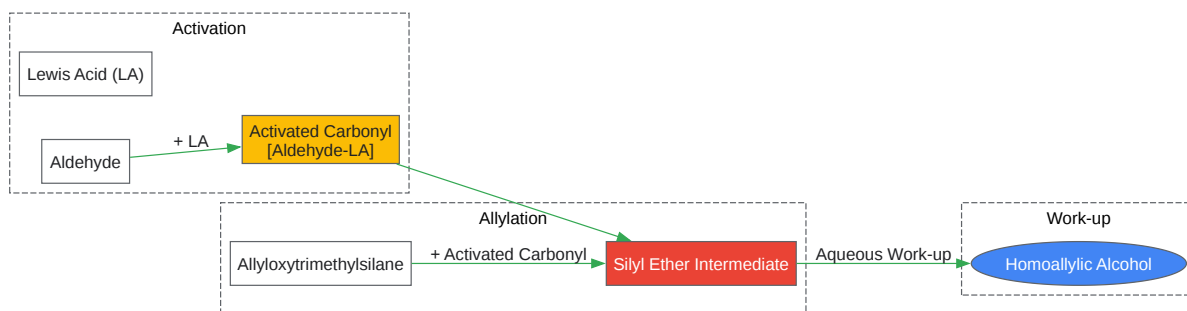 Activation
Lewis Acid (LA)
Aldehyde
+ LA
Activated Carbonyl
[Aldehyde-LA]
Allylation
Allyloxytrimethylsilane
+ Activated Carbonyl
Silyl Ether Intermediate
Aqueous Work-up
Work-up
Homoallylic Alcohol